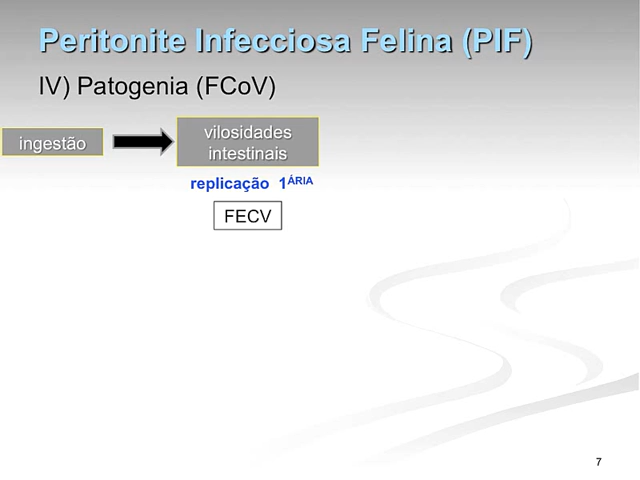 Peritonite Infecciosa Felina (PIF)
IV) Patogenia (FCoV)
ingestão
vilosidades
intestinais
replicação 1ÁRIA
FECV
7